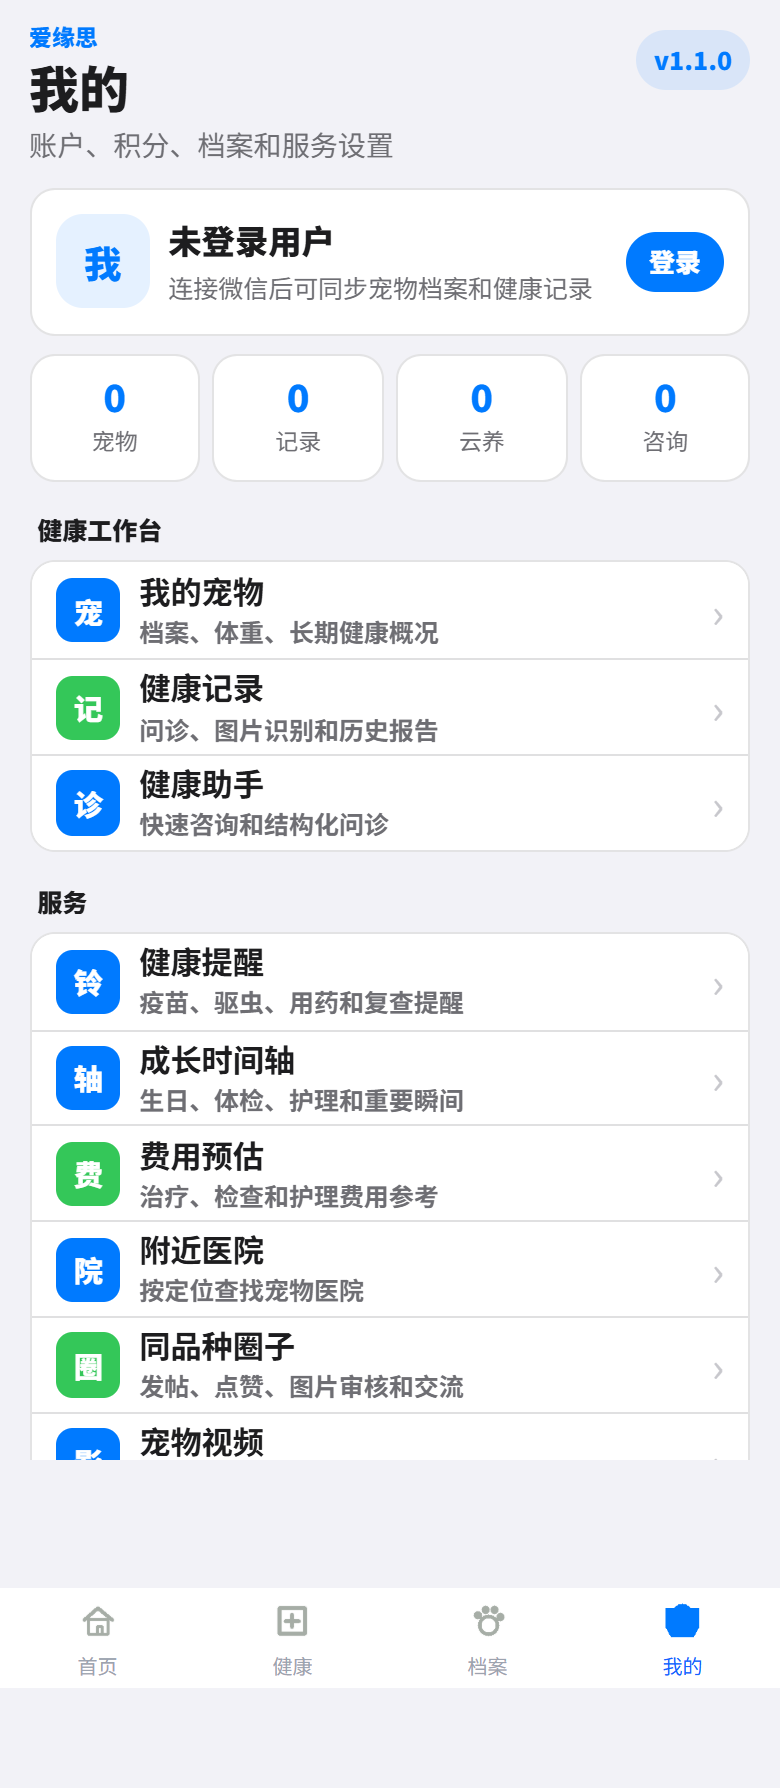 爱缘思
我的
v1.1.0
账户、积分、档案和服务设置
我
未登录用户
连接微信后可同步宠物档案和健康记录
登录
0
宠物
0
记录
0
云养
0
咨询
健康工作台
宠
我的宠物
档案、体重、长期健康概况
记
健康记录
问诊、图片识别和历史报告
诊
健康助手
快速咨询和结构化问诊
服务
铃
健康提醒
疫苗、驱虫、用药和复查提醒
轴
成长时间轴
生日、体检、护理和重要瞬间
费
费用预估
治疗、检查和护理费用参考
院
附近医院
按定位查找宠物医院
圈
同品种圈子
发帖、点赞、图片审核和交流
影
宠物视频
首页
健康
档案
我的